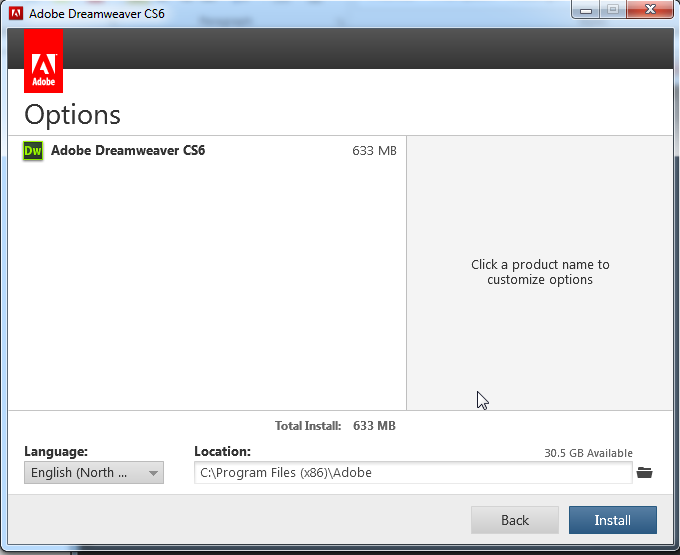 Adobe Dreamweaver CS6
Adobe
Options
Dw Adobe Dreamweaver CS6 633 MB
Click a product name to
customize options
Total Install: 633 MB
Language:
English (North ...
Location: 30.5 GB Available
C:\Program Files (x86)\Adobe
Back Install